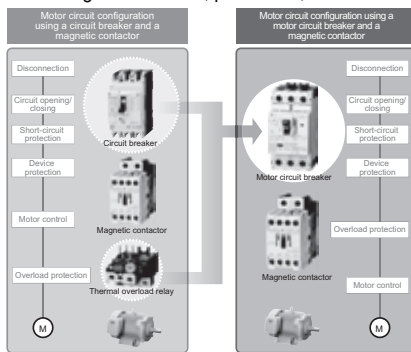 Motor circuit configuration
using a circuit breaker and a
magnetic contactor
Disconnection
Circuit opening/
closing
Short-circuit
protection
Device
protection
Motor control
Overload protection
Circuit breaker
Magnetic contactor
Thermal overload relay
M
Motor circuit configuration using a
motor circuit breaker and a
magnetic contactor
Motor circuit breaker
Magnetic contactor
Disconnection
Circuit opening/
closing
Short-circuit
protection
Device
protection
Overload protection
Motor control
M